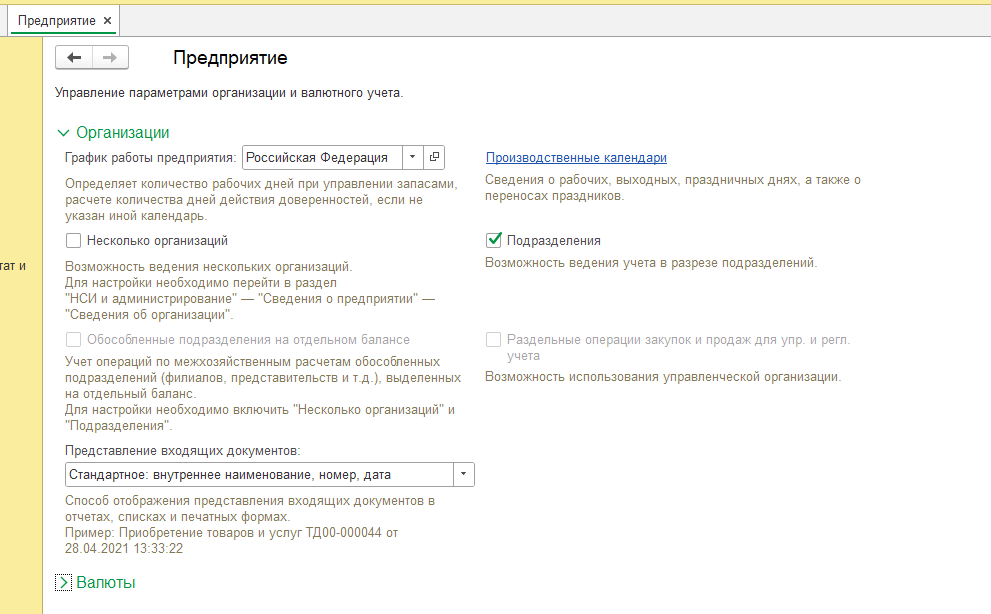 Предприятие ×
Предприятие
Управление параметрами организации и валютного учета.
Организации
График работы предприятия: Российская Федерация
Производственные календари
Определяет количество рабочих дней при управлении запасами,
расчете количества дней действия доверенностей, если не
указан иной календарь.
Сведения о рабочих, выходных, праздничных днях, а также о
переносах праздников.
Несколько организаций
Подразделения
тат и
Возможность ведения нескольких организаций.
Для настройки необходимо перейти в раздел
"НСИ и администрирование" — "Сведения о предприятии" —
"Сведения об организации".
Возможность ведения учета в разрезе подразделений.
Обособленные подразделения на отдельном балансе
Раздельные операции закупок и продаж для упр. и регл.
учета
Учет операций по межхозяйственным расчетам обособленных
подразделений (филиалов, представительств и т.д.), выделенных
на отдельный баланс.
Для настройки необходимо включить "Несколько организаций" и
"Подразделения".
Возможность использования управленческой организации.
Представление входящих документов:
Стандартное: внутреннее наименование, номер, дата
Способ отображения представления входящих документов в
отчетах, списках и печатных формах.
Пример: Приобретение товаров и услуг ТД00-000044 от
28.04.2021 13:33:22
Валюты